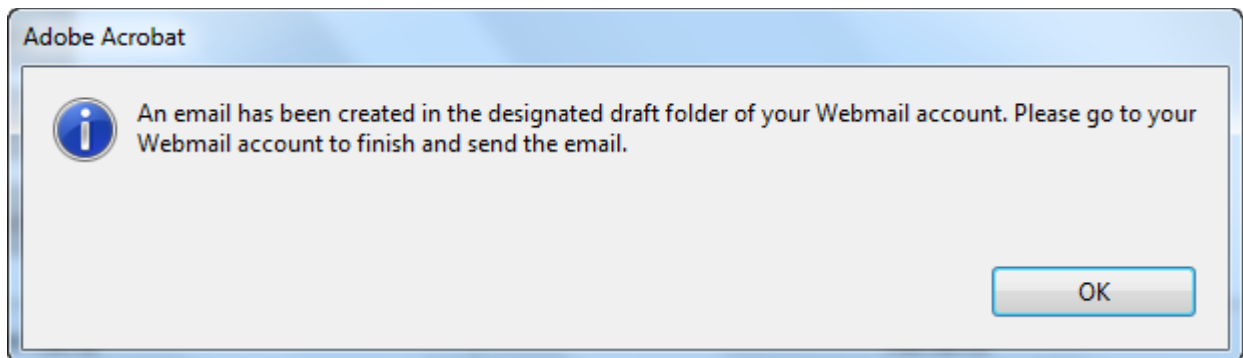 Adobe Acrobat
An email has been created in the designated draft folder of your Webmail account. Please go to your
Webmail account to finish and send the email.
OK